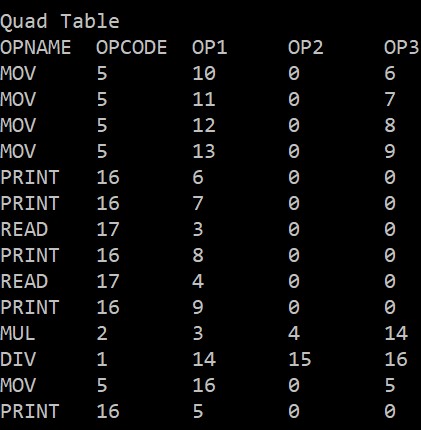 Quad Table
OPNAME OPCODE OP1 OP2 OP3
MOV 5 10 0 6
MOV 5 11 0 7
MOV 5 12 0 8
MOV 5 13 0 9
PRINT 16 6 0 0
PRINT 16 7 0 0
READ 17 3 0 0
PRINT 16 8 0 0
READ 17 4 0 0
PRINT 16 9 0 0
MUL 2 3 4 14
DIV 1 14 15 16
MOV 5 16 0 5
PRINT 16 5 0 0